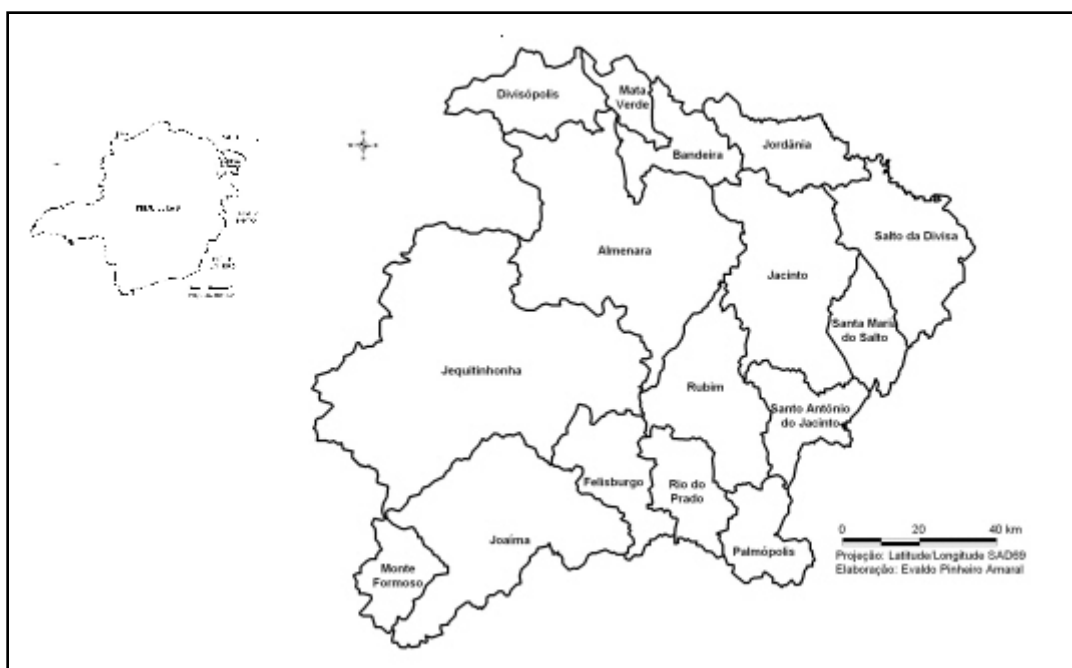 Divisópolis
Mata
Verde
Bandeira
Jordânia
Almenara
Jacinto
Salto da Divisa
Santa Maria
do Salto
Jequitinhonha
Rubim
Santo Antônio
do Jacinto
Felisburgo
Rio do
Prado
Joaíma
Palmópolis
Monte
Formoso
0 20 40 km
Projeção: Latitude/Longitude SAD69
Elaboração: Evaldo Pinheiro Amaral